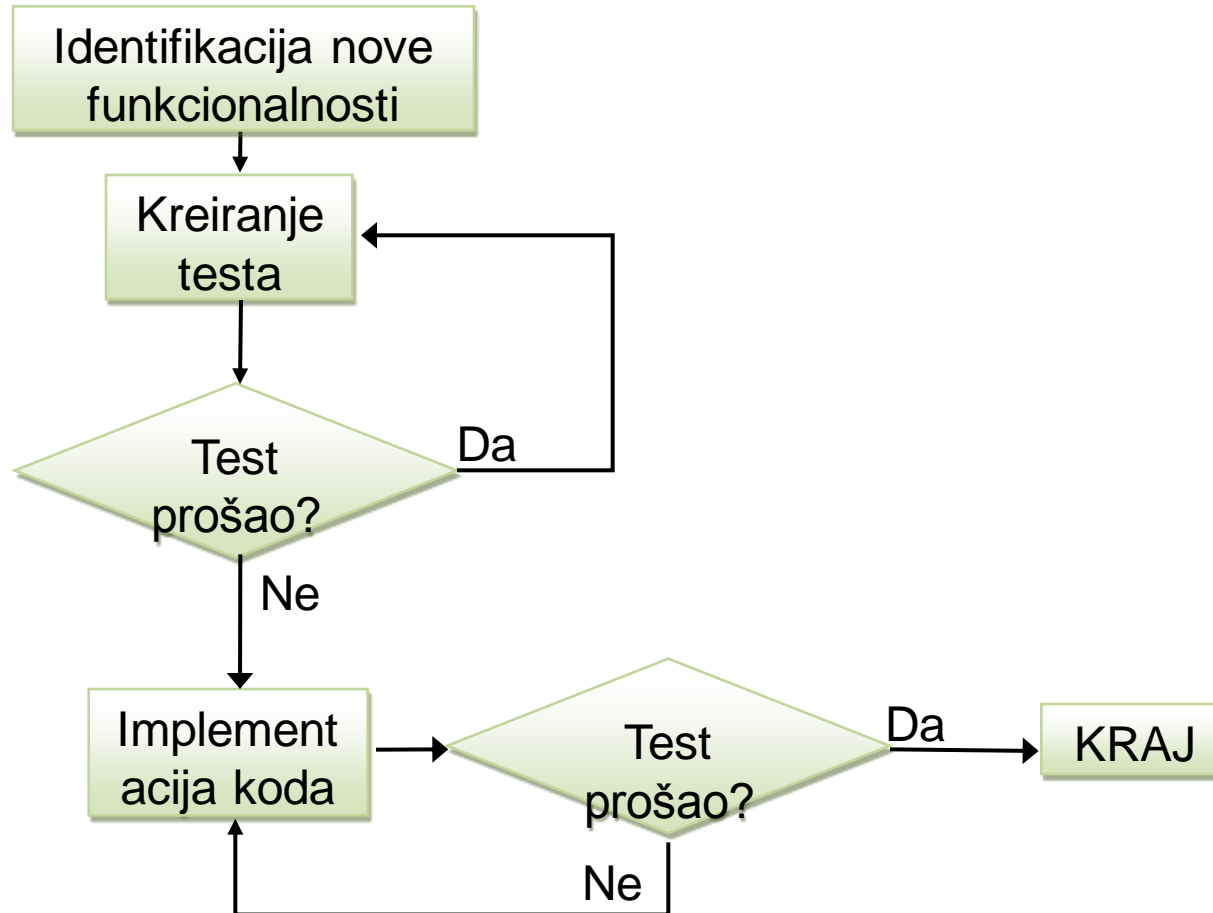 Identifikacija nove
funkcionalnosti
Kreiranje
testa
Da
Test
prošao?
Ne
Implement
acija koda
Test
prošao?
Da
KRAJ
Ne